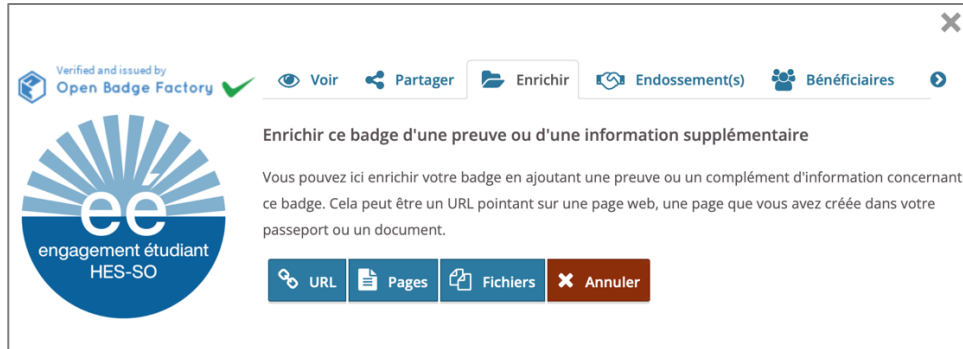 Verified and issued by
Open Badge Factory
Voir Partager Enrichir Endossement(s) Bénéficiaires
Enrichir ce badge d'une preuve ou d'une information supplémentaire
Vous pouvez ici enrichir votre badge en ajoutant une preuve ou un complément d'information concernant
ce badge. Cela peut être un URL pointant sur une page web, une page que vous avez créée dans votre
passeport ou un document.
éé
engagement étudiant
HES-SO
URL Pages Fichiers Annuler